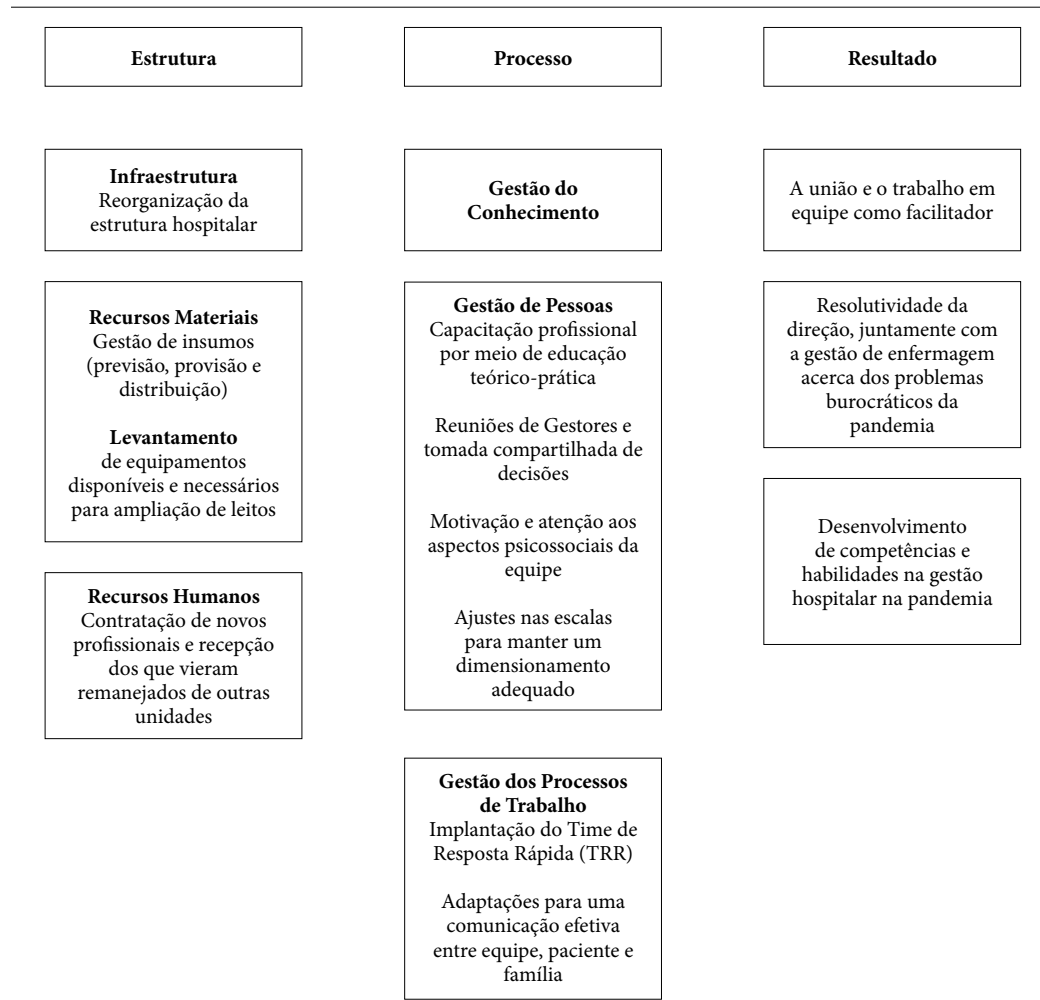 Estrutura
Infraestrutura
Reorganização da
estrutura hospitalar
Recursos Materiais
Gestão de insumos
(previsão, provisão e
distribuição)
Levantamento
de equipamentos
disponíveis e necessários
para ampliação de leitos
Recursos Humanos
Contratação de novos
profissionais e recepção
dos que vieram
remanejados de outras
unidades
Processo
Gestão do
Conhecimento
Gestão de Pessoas
Capacitação profissional
por meio de educação
teórico-prática
Reuniões de Gestores e
tomada compartilhada de
decisões
Motivação e atenção aos
aspectos psicossociais da
equipe
Ajustes nas escalas
para manter um
dimensionamento
adequado
Gestão dos Processos
de Trabalho
Implantação do Time de
Resposta Rápida (TRR)
Adaptações para uma
comunicação efetiva
entre equipe, paciente e
família
Resultado
A união e o trabalho em
equipe como facilitador
Resolutividade da
direção, juntamente com
a gestão de enfermagem
acerca dos problemas
burocráticos da
pandemia
Desenvolvimento
de competências e
habilidades na gestão
hospitalar na pandemia